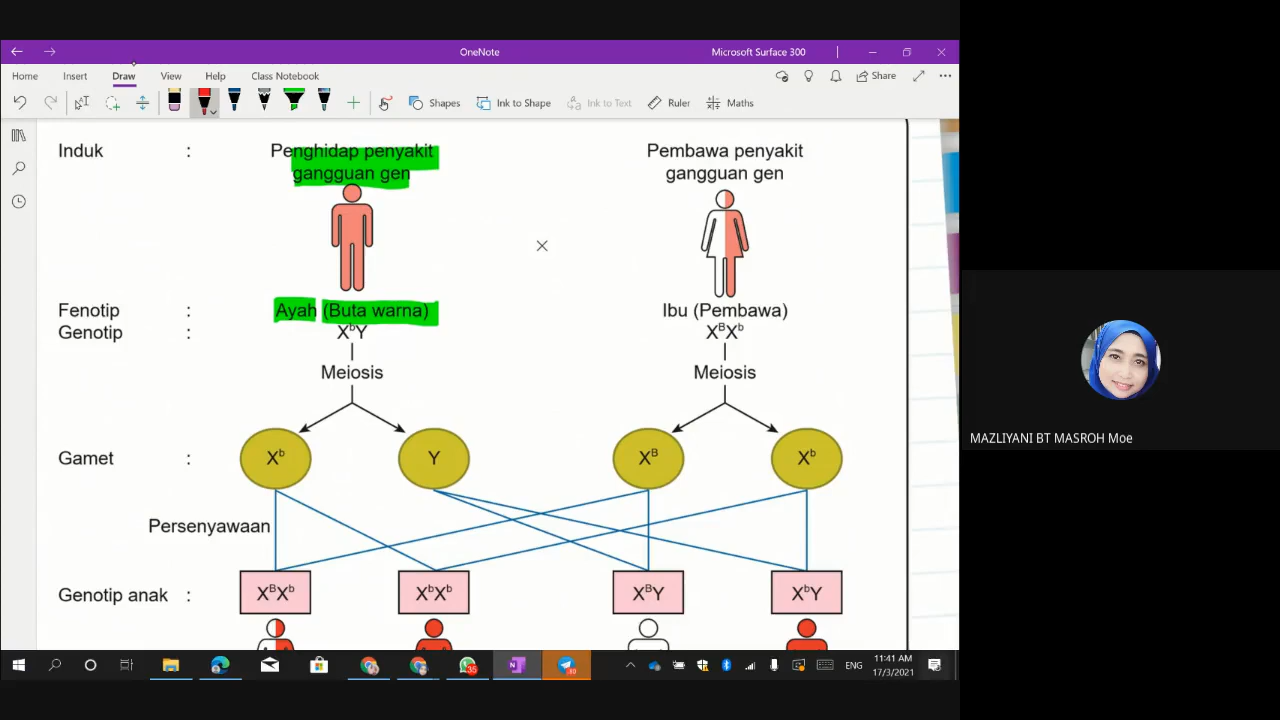 OneNote
Microsoft Surface 300
Home Insert Draw View Help Class Notebook
Share
Shapes Ink to Shape Ink to Text Ruler Maths
Induk : Penghidap penyakit Pembawa penyakit
gangguan gen gangguan gen
Fenotip : Ayah (Buta warna) Ibu (Pembawa)
Genotip : XᵇY XᴮXᵇ
Meiosis Meiosis
Gamet : Xᵇ Y Xᴮ Xᵇ
Persenyawaan
Genotip anak : XᴮXᵇ XᵇXᵇ XᴮY XᵇY
MAZLIYANI BT MASROH Moe
ENG
11:41 AM
17/3/2021
35